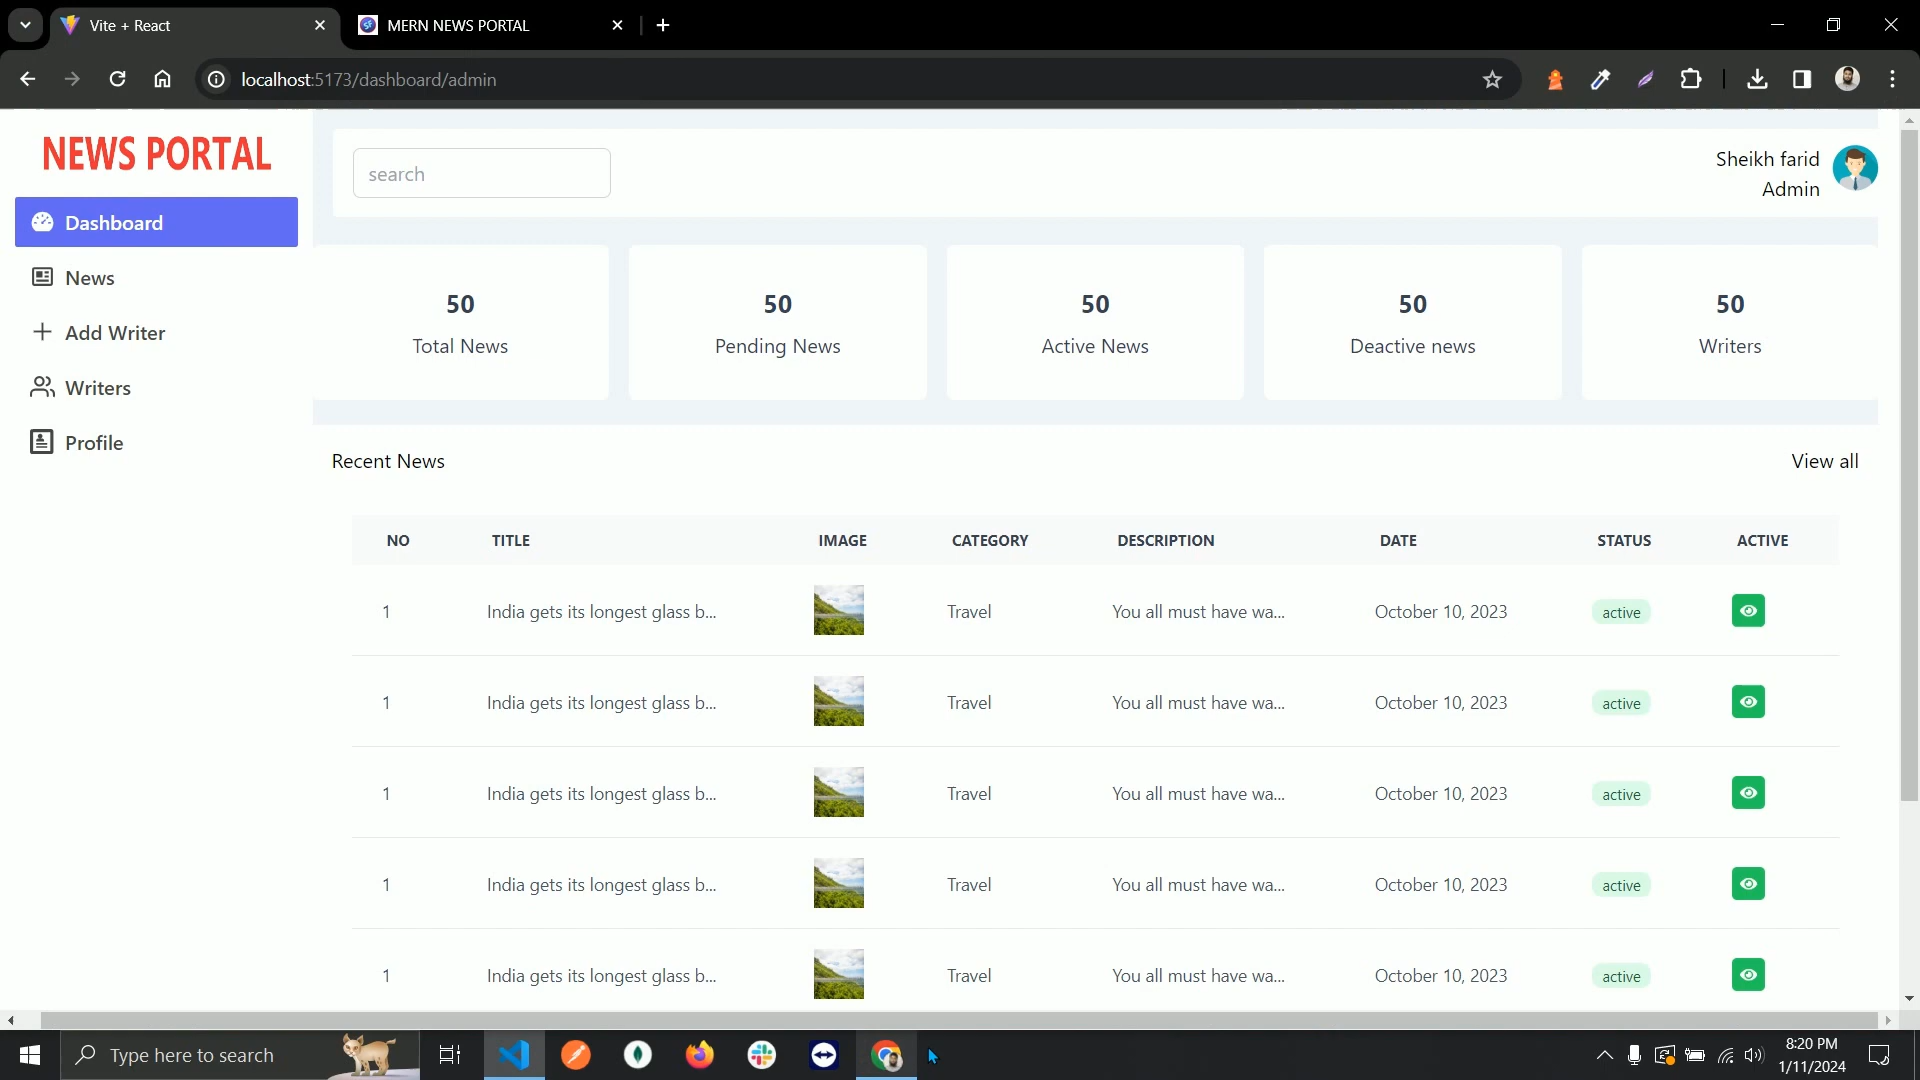 Vite + React
MERN NEWS PORTAL
localhost:5173/dashboard/admin
NEWS PORTAL
Dashboard
News
Add Writer
Writers
Profile
search
Sheikh farid
Admin
50
Total News
50
Pending News
50
Active News
50
Deactive news
50
Writers
Recent News
View all
NO TITLE IMAGE CATEGORY DESCRIPTION DATE STATUS ACTIVE
1 India gets its longest glass b... Travel You all must have wa... October 10, 2023 active
1 India gets its longest glass b... Travel You all must have wa... October 10, 2023 active
1 India gets its longest glass b... Travel You all must have wa... October 10, 2023 active
1 India gets its longest glass b... Travel You all must have wa... October 10, 2023 active
1 India gets its longest glass b... Travel You all must have wa... October 10, 2023 active
Type here to search
8:20 PM
1/11/2024